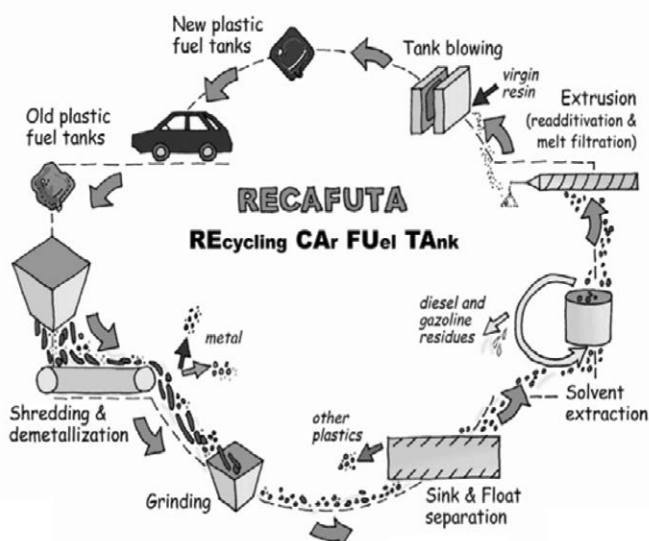 New plastic
fuel tanks
Tank blowing
virgin
resin
Extrusion
(readditivation &
melt filtration)
Old plastic
fuel tanks
RECAFUTA
REcycling CAr FUel TAnk
diesel and
gazoline
residues
metal
Solvent
extraction
Shredding &
demetallization
other
plastics
Grinding
Sink & Float
separation